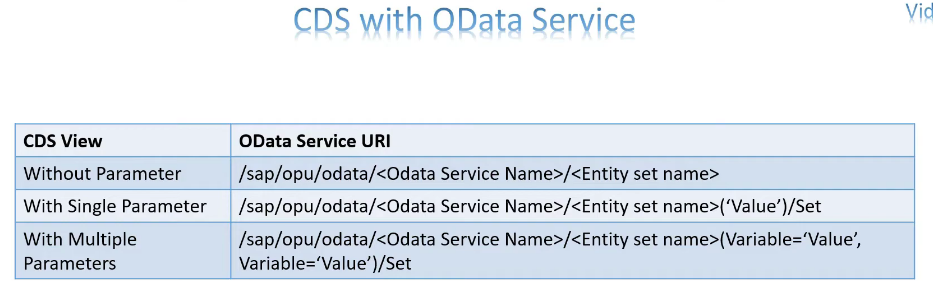 CDS with OData Service
Vid
CDS View OData Service URI
Without Parameter /sap/opu/odata/<Odata Service Name>/<Entity set name>
With Single Parameter /sap/opu/odata/<Odata Service Name>/<Entity set name>(‘Value’)/Set
With Multiple /sap/opu/odata/<Odata Service Name>/<Entity set name>(Variable=‘Value’,
Parameters Variable=‘Value’)/Set